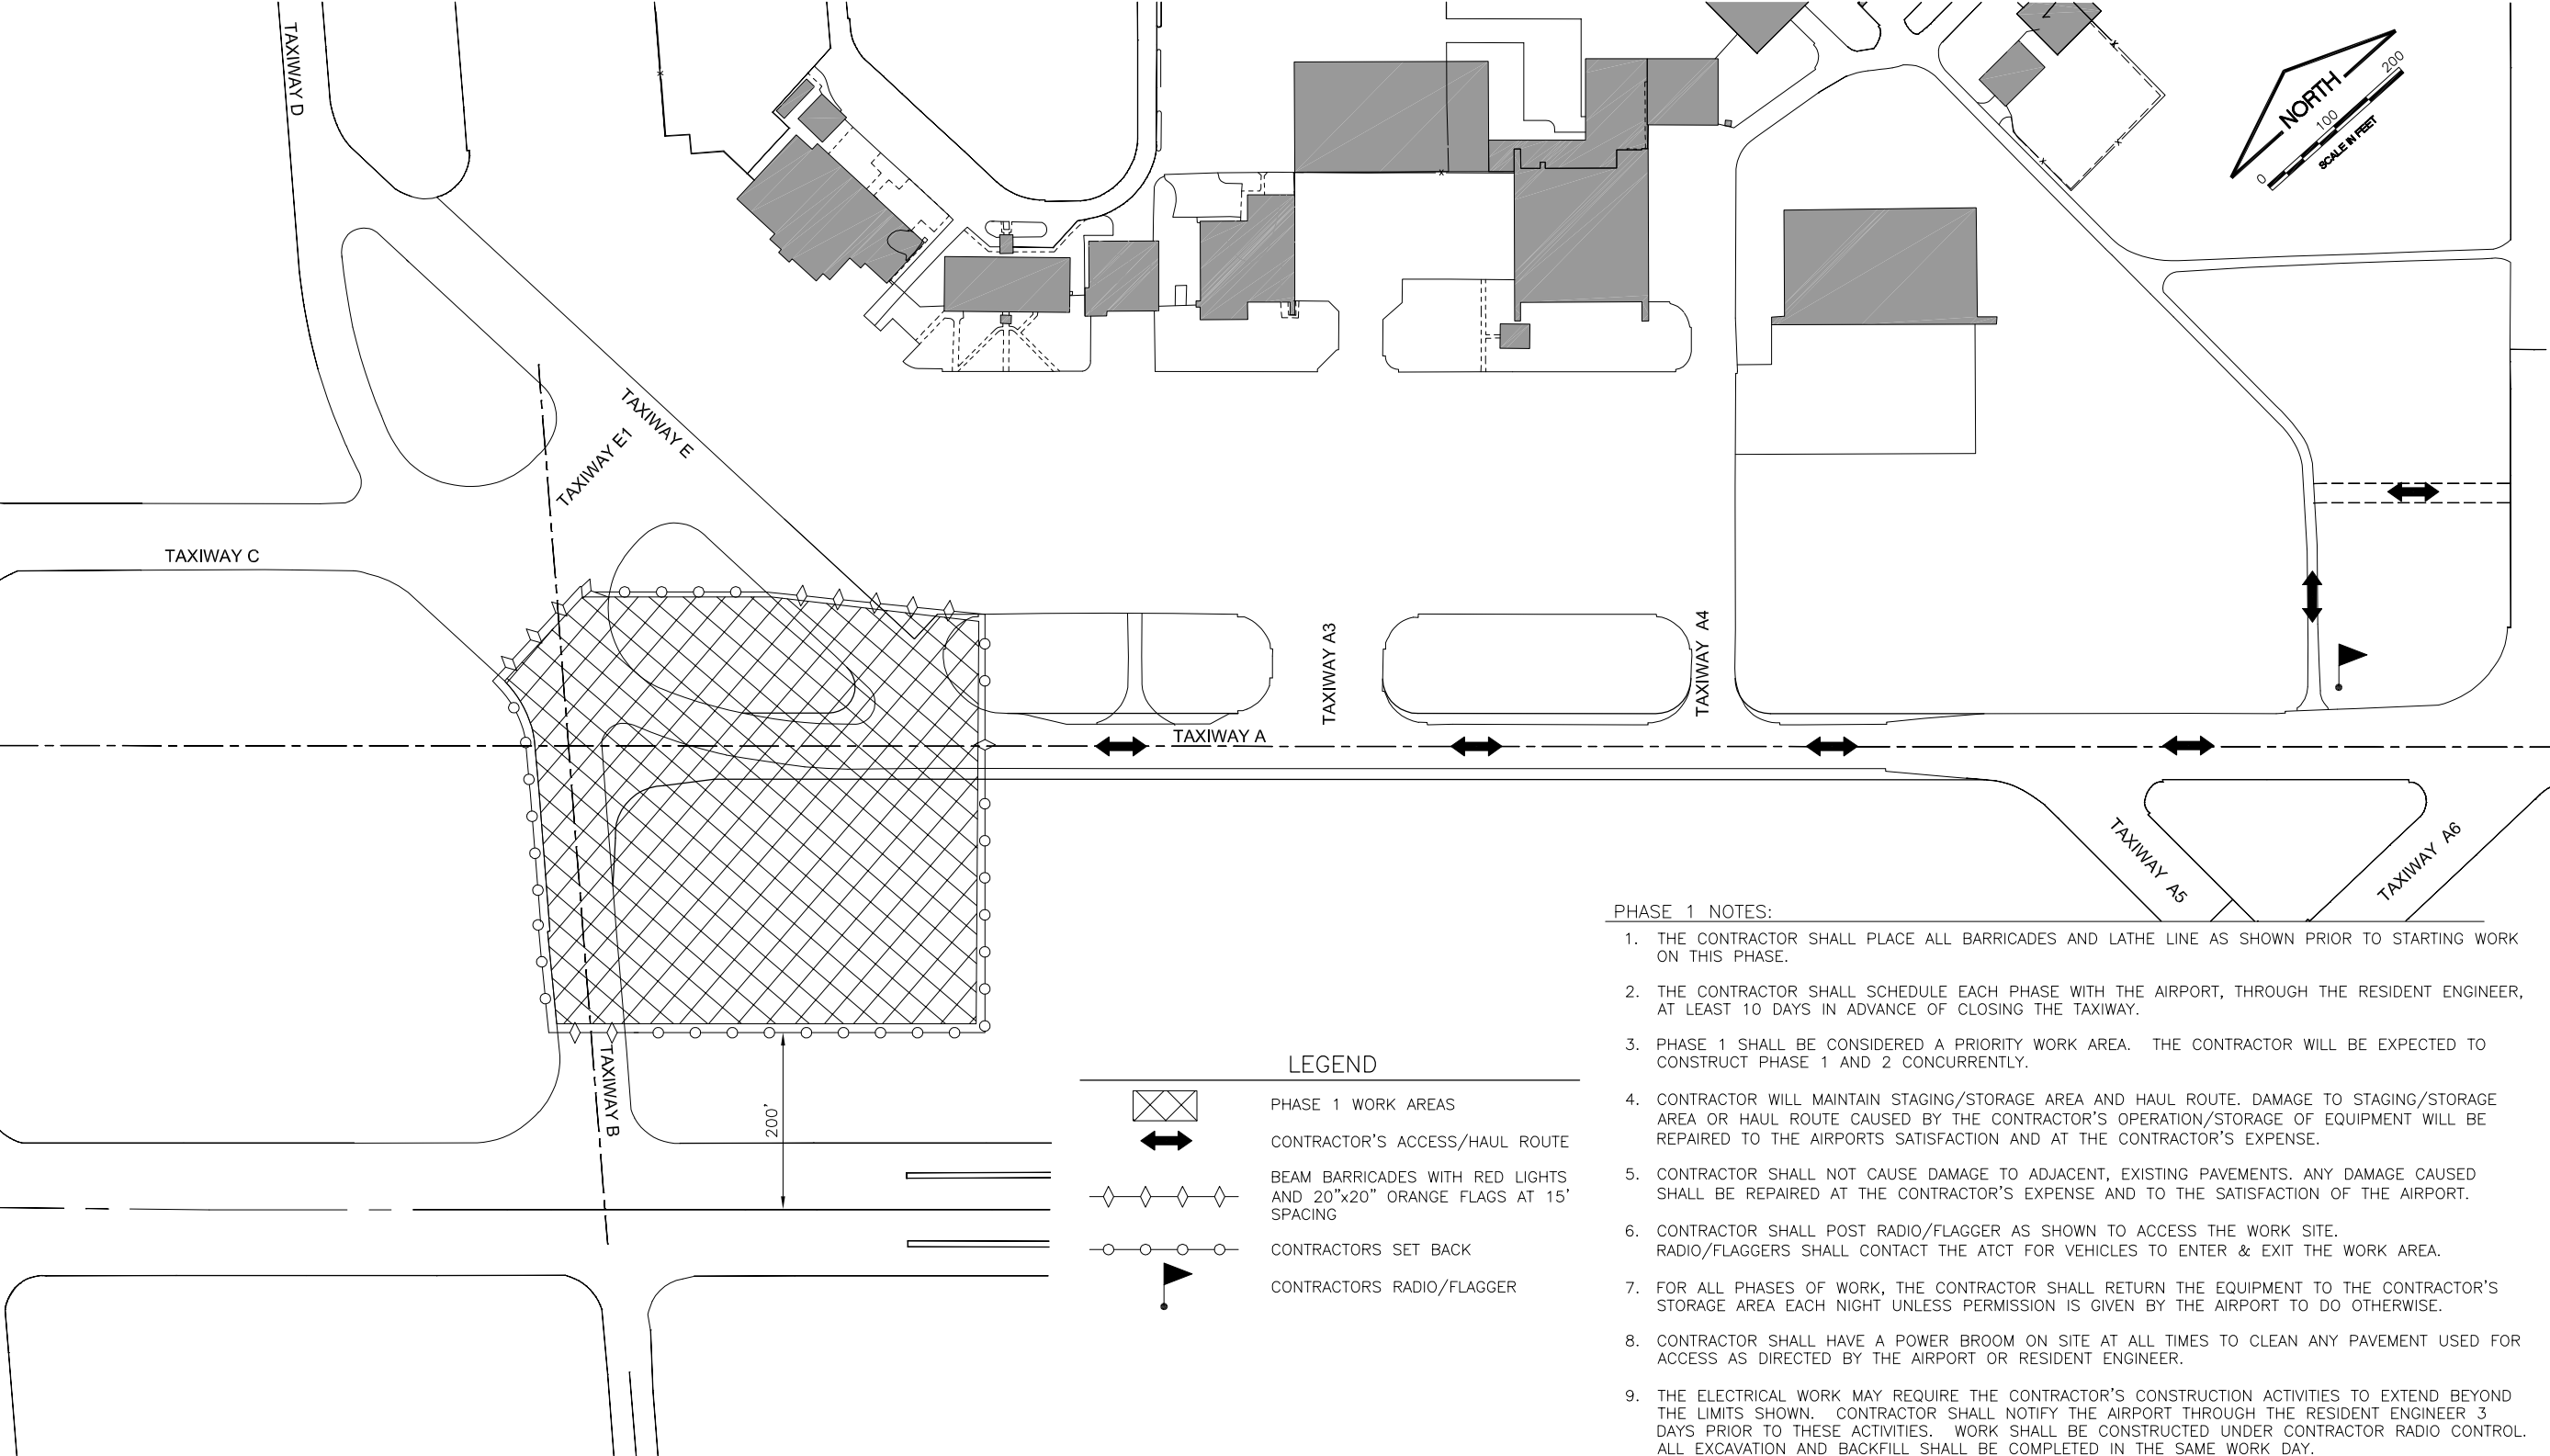 TAXIWAY D
NORTH
0
100
200
SCALE IN FEET
TAXIWAY E
TAXIWAY E1
TAXIWAY C
TAXIWAY A3
TAXIWAY A4
TAXIWAY A
TAXIWAY A5
TAXIWAY A6
TAXIWAY B
200'
LEGEND
PHASE 1 WORK AREAS
CONTRACTOR'S ACCESS/HAUL ROUTE
BEAM BARRICADES WITH RED LIGHTS
AND 20"x20" ORANGE FLAGS AT 15'
SPACING
CONTRACTORS SET BACK
CONTRACTORS RADIO/FLAGGER
PHASE 1 NOTES:
1. THE CONTRACTOR SHALL PLACE ALL BARRICADES AND LATHE LINE AS SHOWN PRIOR TO STARTING WORK
ON THIS PHASE.
2. THE CONTRACTOR SHALL SCHEDULE EACH PHASE WITH THE AIRPORT, THROUGH THE RESIDENT ENGINEER,
AT LEAST 10 DAYS IN ADVANCE OF CLOSING THE TAXIWAY.
3. PHASE 1 SHALL BE CONSIDERED A PRIORITY WORK AREA. THE CONTRACTOR WILL BE EXPECTED TO
CONSTRUCT PHASE 1 AND 2 CONCURRENTLY.
4. CONTRACTOR WILL MAINTAIN STAGING/STORAGE AREA AND HAUL ROUTE. DAMAGE TO STAGING/STORAGE
AREA OR HAUL ROUTE CAUSED BY THE CONTRACTOR'S OPERATION/STORAGE OF EQUIPMENT WILL BE
REPAIRED TO THE AIRPORTS SATISFACTION AND AT THE CONTRACTOR'S EXPENSE.
5. CONTRACTOR SHALL NOT CAUSE DAMAGE TO ADJACENT, EXISTING PAVEMENTS. ANY DAMAGE CAUSED
SHALL BE REPAIRED AT THE CONTRACTOR'S EXPENSE AND TO THE SATISFACTION OF THE AIRPORT.
6. CONTRACTOR SHALL POST RADIO/FLAGGER AS SHOWN TO ACCESS THE WORK SITE.
RADIO/FLAGGERS SHALL CONTACT THE ATCT FOR VEHICLES TO ENTER & EXIT THE WORK AREA.
7. FOR ALL PHASES OF WORK, THE CONTRACTOR SHALL RETURN THE EQUIPMENT TO THE CONTRACTOR'S
STORAGE AREA EACH NIGHT UNLESS PERMISSION IS GIVEN BY THE AIRPORT TO DO OTHERWISE.
8. CONTRACTOR SHALL HAVE A POWER BROOM ON SITE AT ALL TIMES TO CLEAN ANY PAVEMENT USED FOR
ACCESS AS DIRECTED BY THE AIRPORT OR RESIDENT ENGINEER.
9. THE ELECTRICAL WORK MAY REQUIRE THE CONTRACTOR'S CONSTRUCTION ACTIVITIES TO EXTEND BEYOND
THE LIMITS SHOWN. CONTRACTOR SHALL NOTIFY THE AIRPORT THROUGH THE RESIDENT ENGINEER 3
DAYS PRIOR TO THESE ACTIVITIES. WORK SHALL BE CONSTRUCTED UNDER CONTRACTOR RADIO CONTROL.
ALL EXCAVATION AND BACKFILL SHALL BE COMPLETED IN THE SAME WORK DAY.